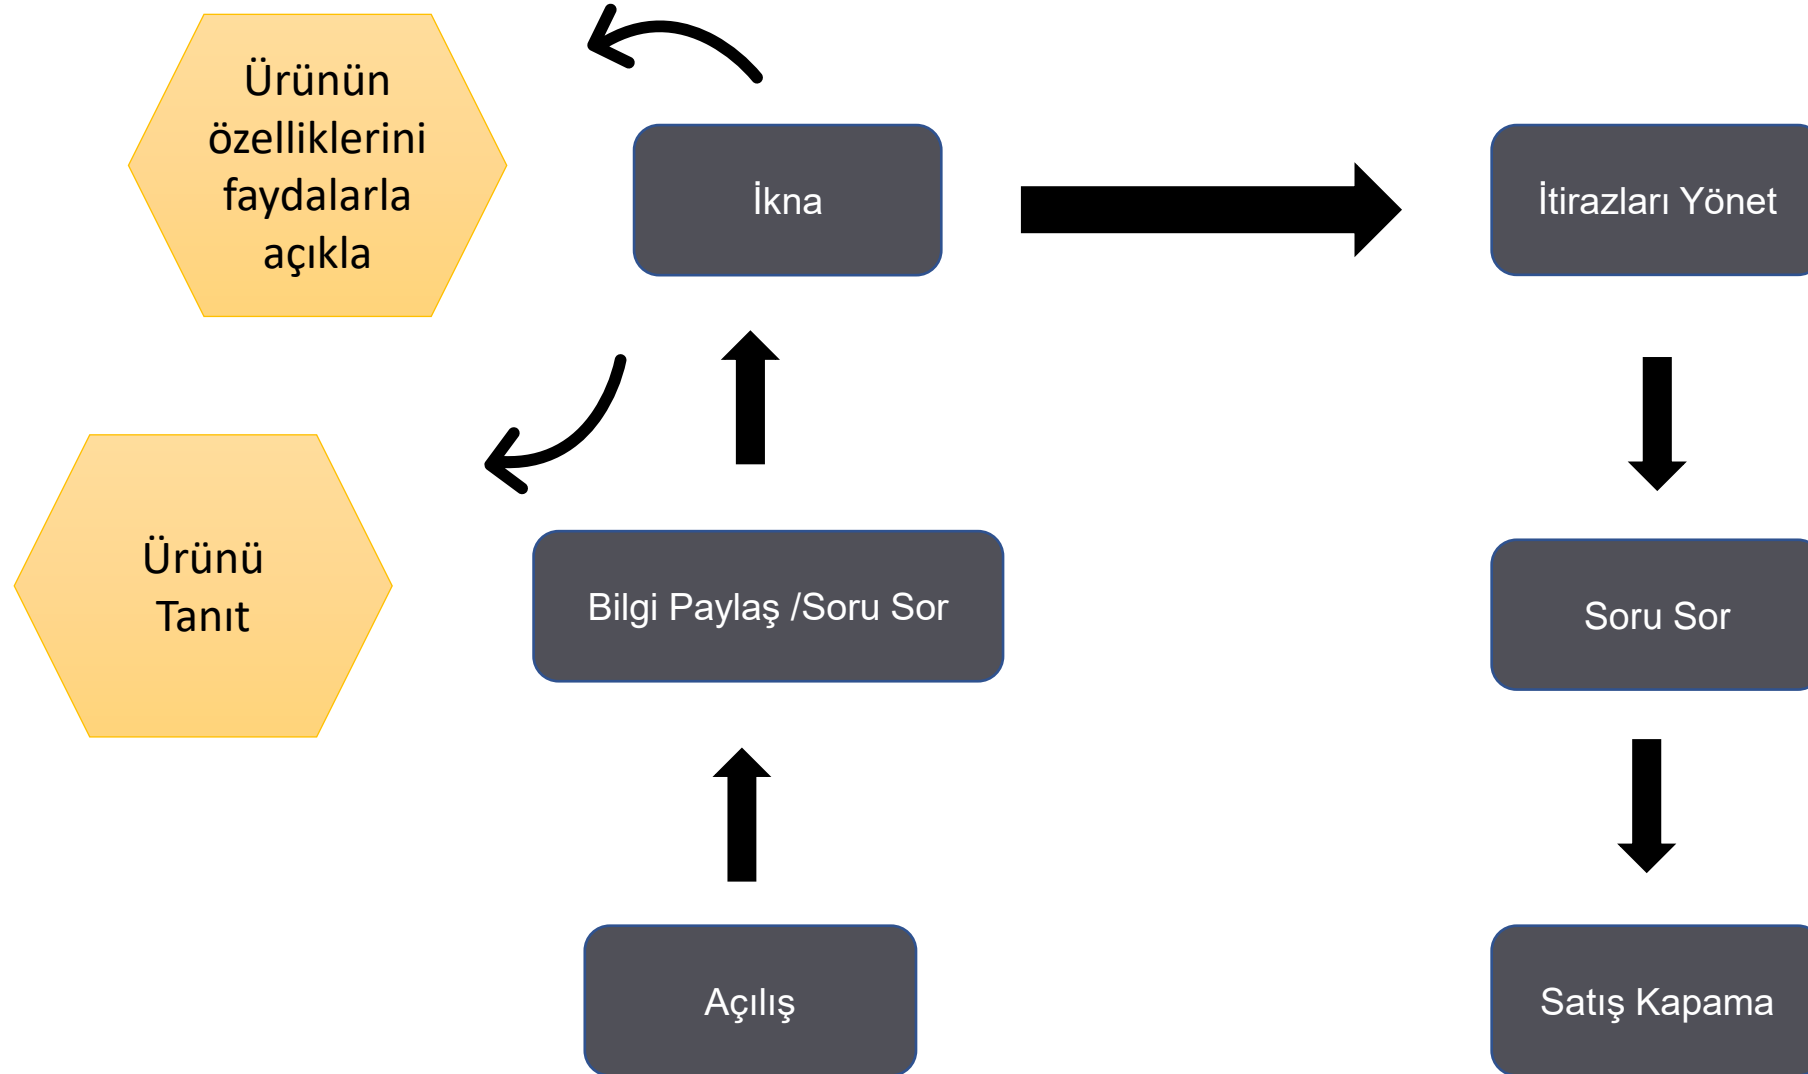 Ürünün
özelliklerini
faydalarla
açıkla
İkna
İtirazları Yönet
Ürünü
Tanıt
Bilgi Paylaş /Soru Sor
Soru Sor
Açılış
Satış Kapama